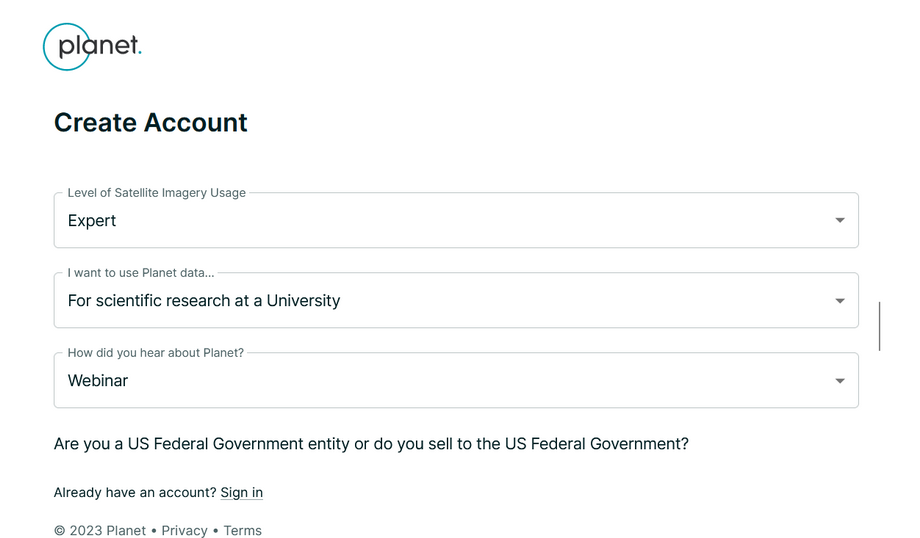 planet.
Create Account
Level of Satellite Imagery Usage
Expert
I want to use Planet data...
For scientific research at a University
How did you hear about Planet?
Webinar
Are you a US Federal Government entity or do you sell to the US Federal Government?
Already have an account? Sign in
© 2023 Planet • Privacy • Terms